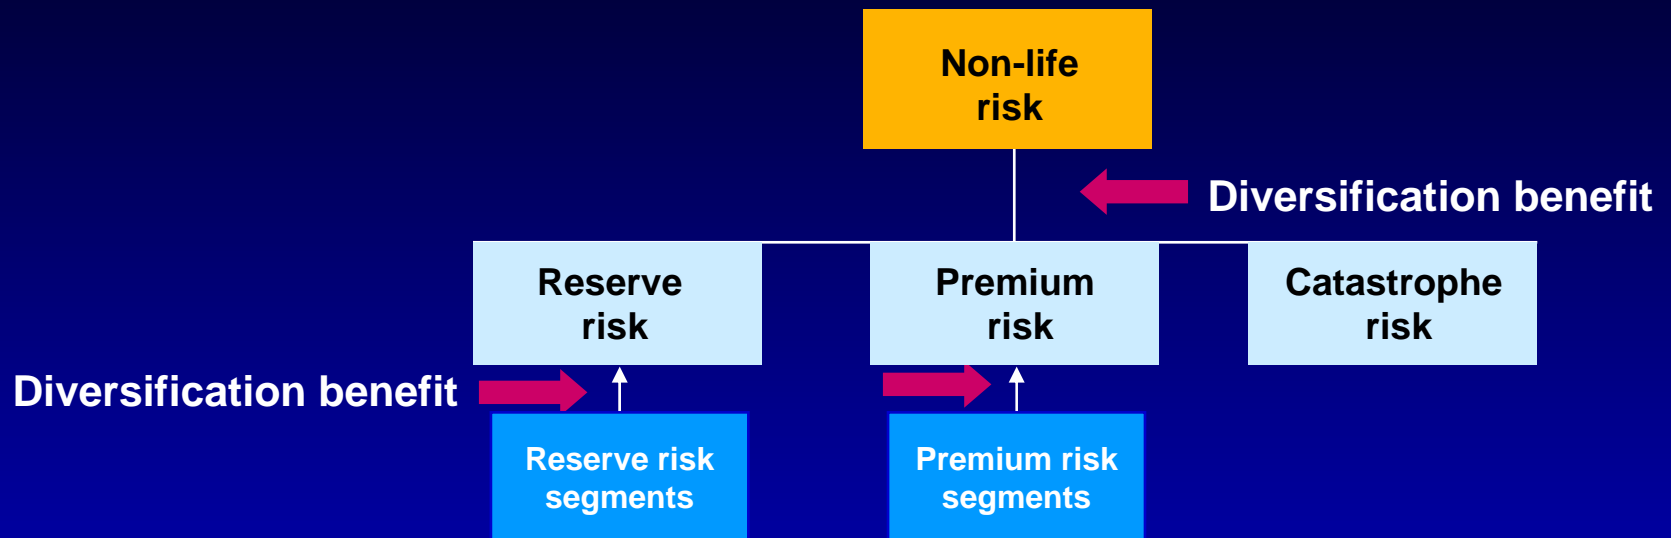 Non-life
risk
Diversification benefit
Reserve
risk
Premium
risk
Catastrophe
risk
Diversification benefit
Reserve risk
segments
Premium risk
segments